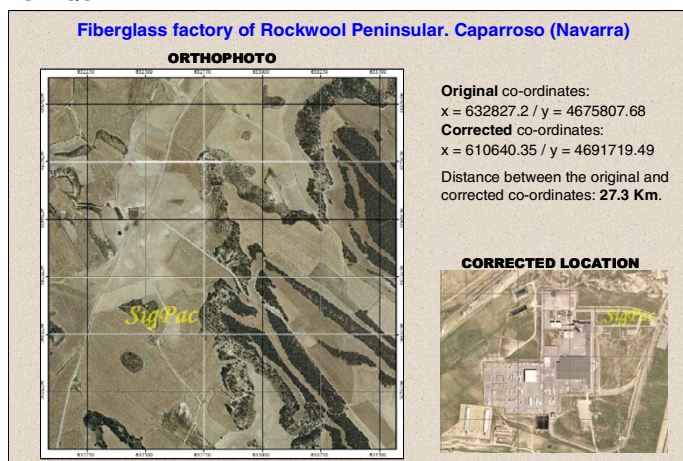 Fiberglass factory of Rockwool Peninsular. Caparroso (Navarra)
ORTHOPHOTO
SigPac
Original co-ordinates:
x = 632827.2 / y = 4675807.68
Corrected co-ordinates:
x = 610640.35 / y = 4691719.49
Distance between the original and
corrected co-ordinates: 27.3 Km.
CORRECTED LOCATION
SigPac